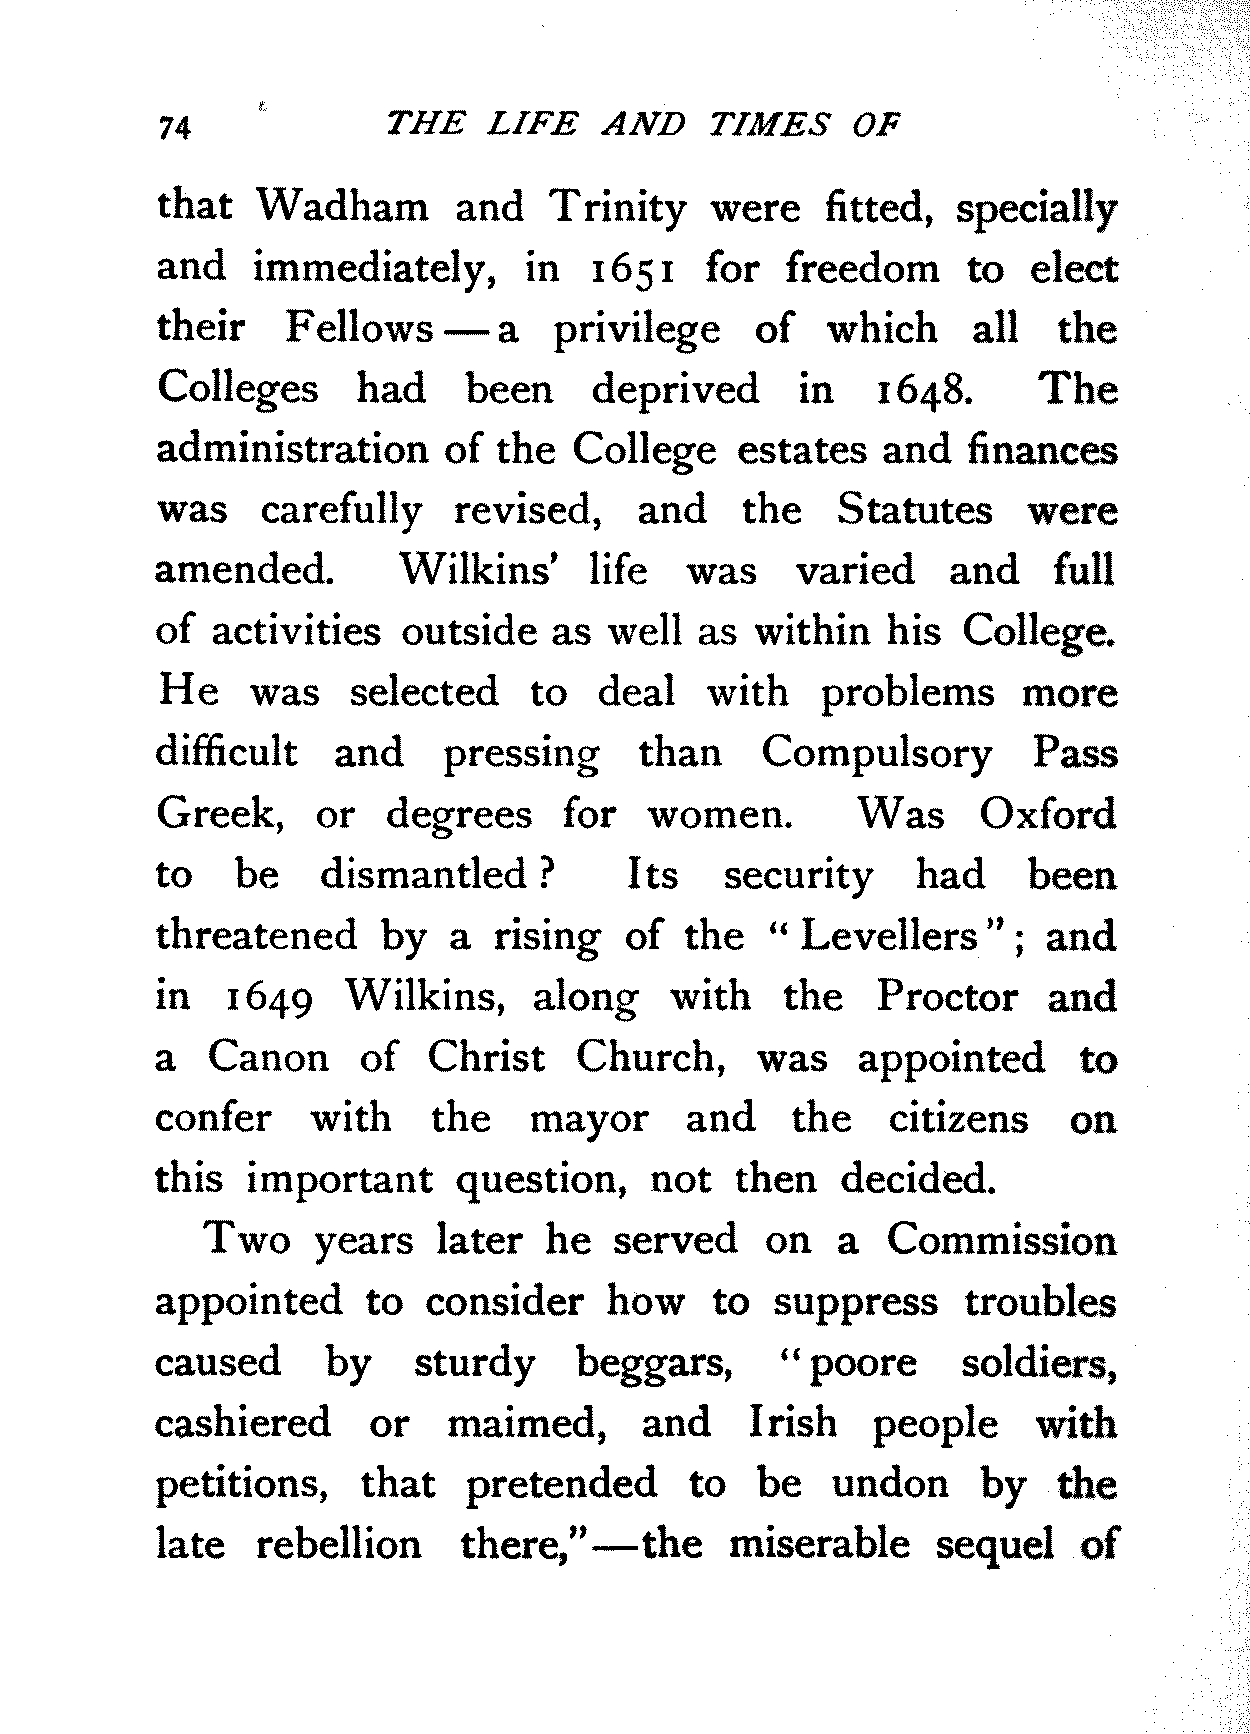 74 THE LIFE AND TIMES OF
that Wadham and Trinity were fitted, specially
and immediately, in 1651 for freedom to elect
their Fellows — a privilege of which all the
Colleges had been deprived in 1648. The
administration of the College estates and finances
was carefully revised, and the Statutes were
amended. Wilkins' life was varied and full
of activities outside as well as within his College.
He was selected to deal with problems more
difficult and pressing than Compulsory Pass
Greek, or degrees for women. Was Oxford
to be dismantled? Its security had been
threatened by a rising of the "Levellers"; and
in 1649 Wilkins, along with the Proctor and
a Canon of Christ Church, was appointed to
confer with the mayor and the citizens on
this important question, not then decided.
Two years later he served on a Commission
appointed to consider how to suppress troubles
caused by sturdy beggars, "poore soldiers,
cashiered or maimed, and Irish people with
petitions, that pretended to be undon by the
late rebellion there,"—the miserable sequel of